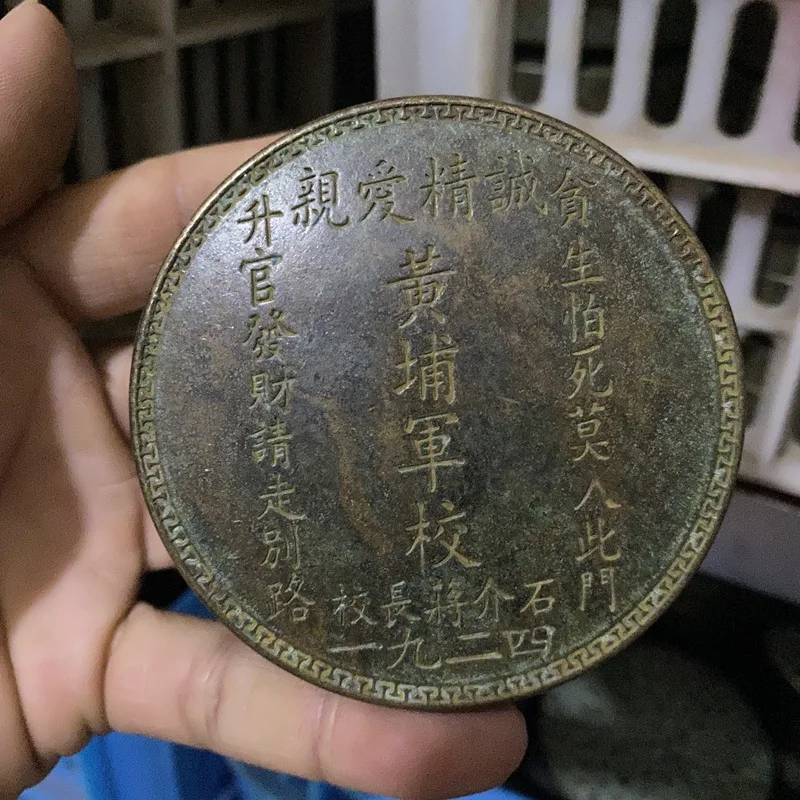 親愛精誠
升官發財請走別路
黃埔軍校
貪生怕死莫入此門
校長蔣介石
一九二四